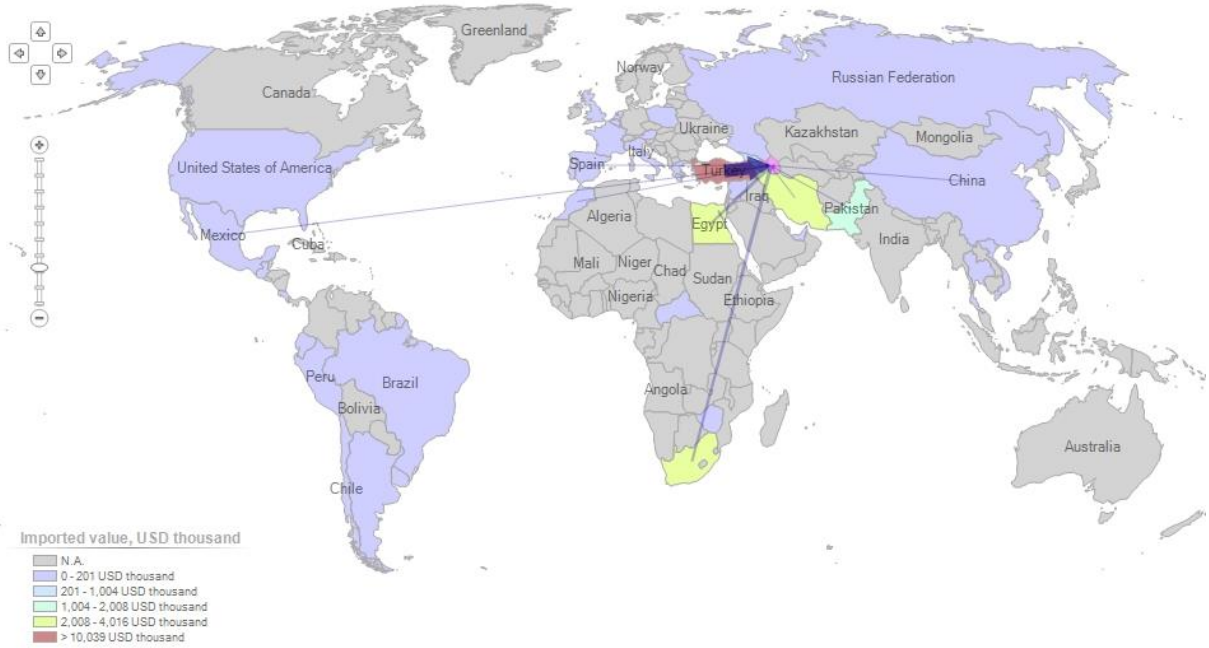 Greenland
Norway
Russian Federation
Canada
Ukraine
Kazakhstan
Mongolia
Italy
Spain
United States of America
Turkey
China
Iraq
Pakistan
Mexico
Algeria
Egypt
India
Cuba
Mali
Niger
Chad
Sudan
Nigeria
Ethiopia
Peru
Brazil
Angola
Bolivia
Australia
Chile
Imported value, USD thousand
N.A.
0 - 201 USD thousand
201 - 1,004 USD thousand
1,004 - 2,008 USD thousand
2,008 - 4,016 USD thousand
> 10,039 USD thousand